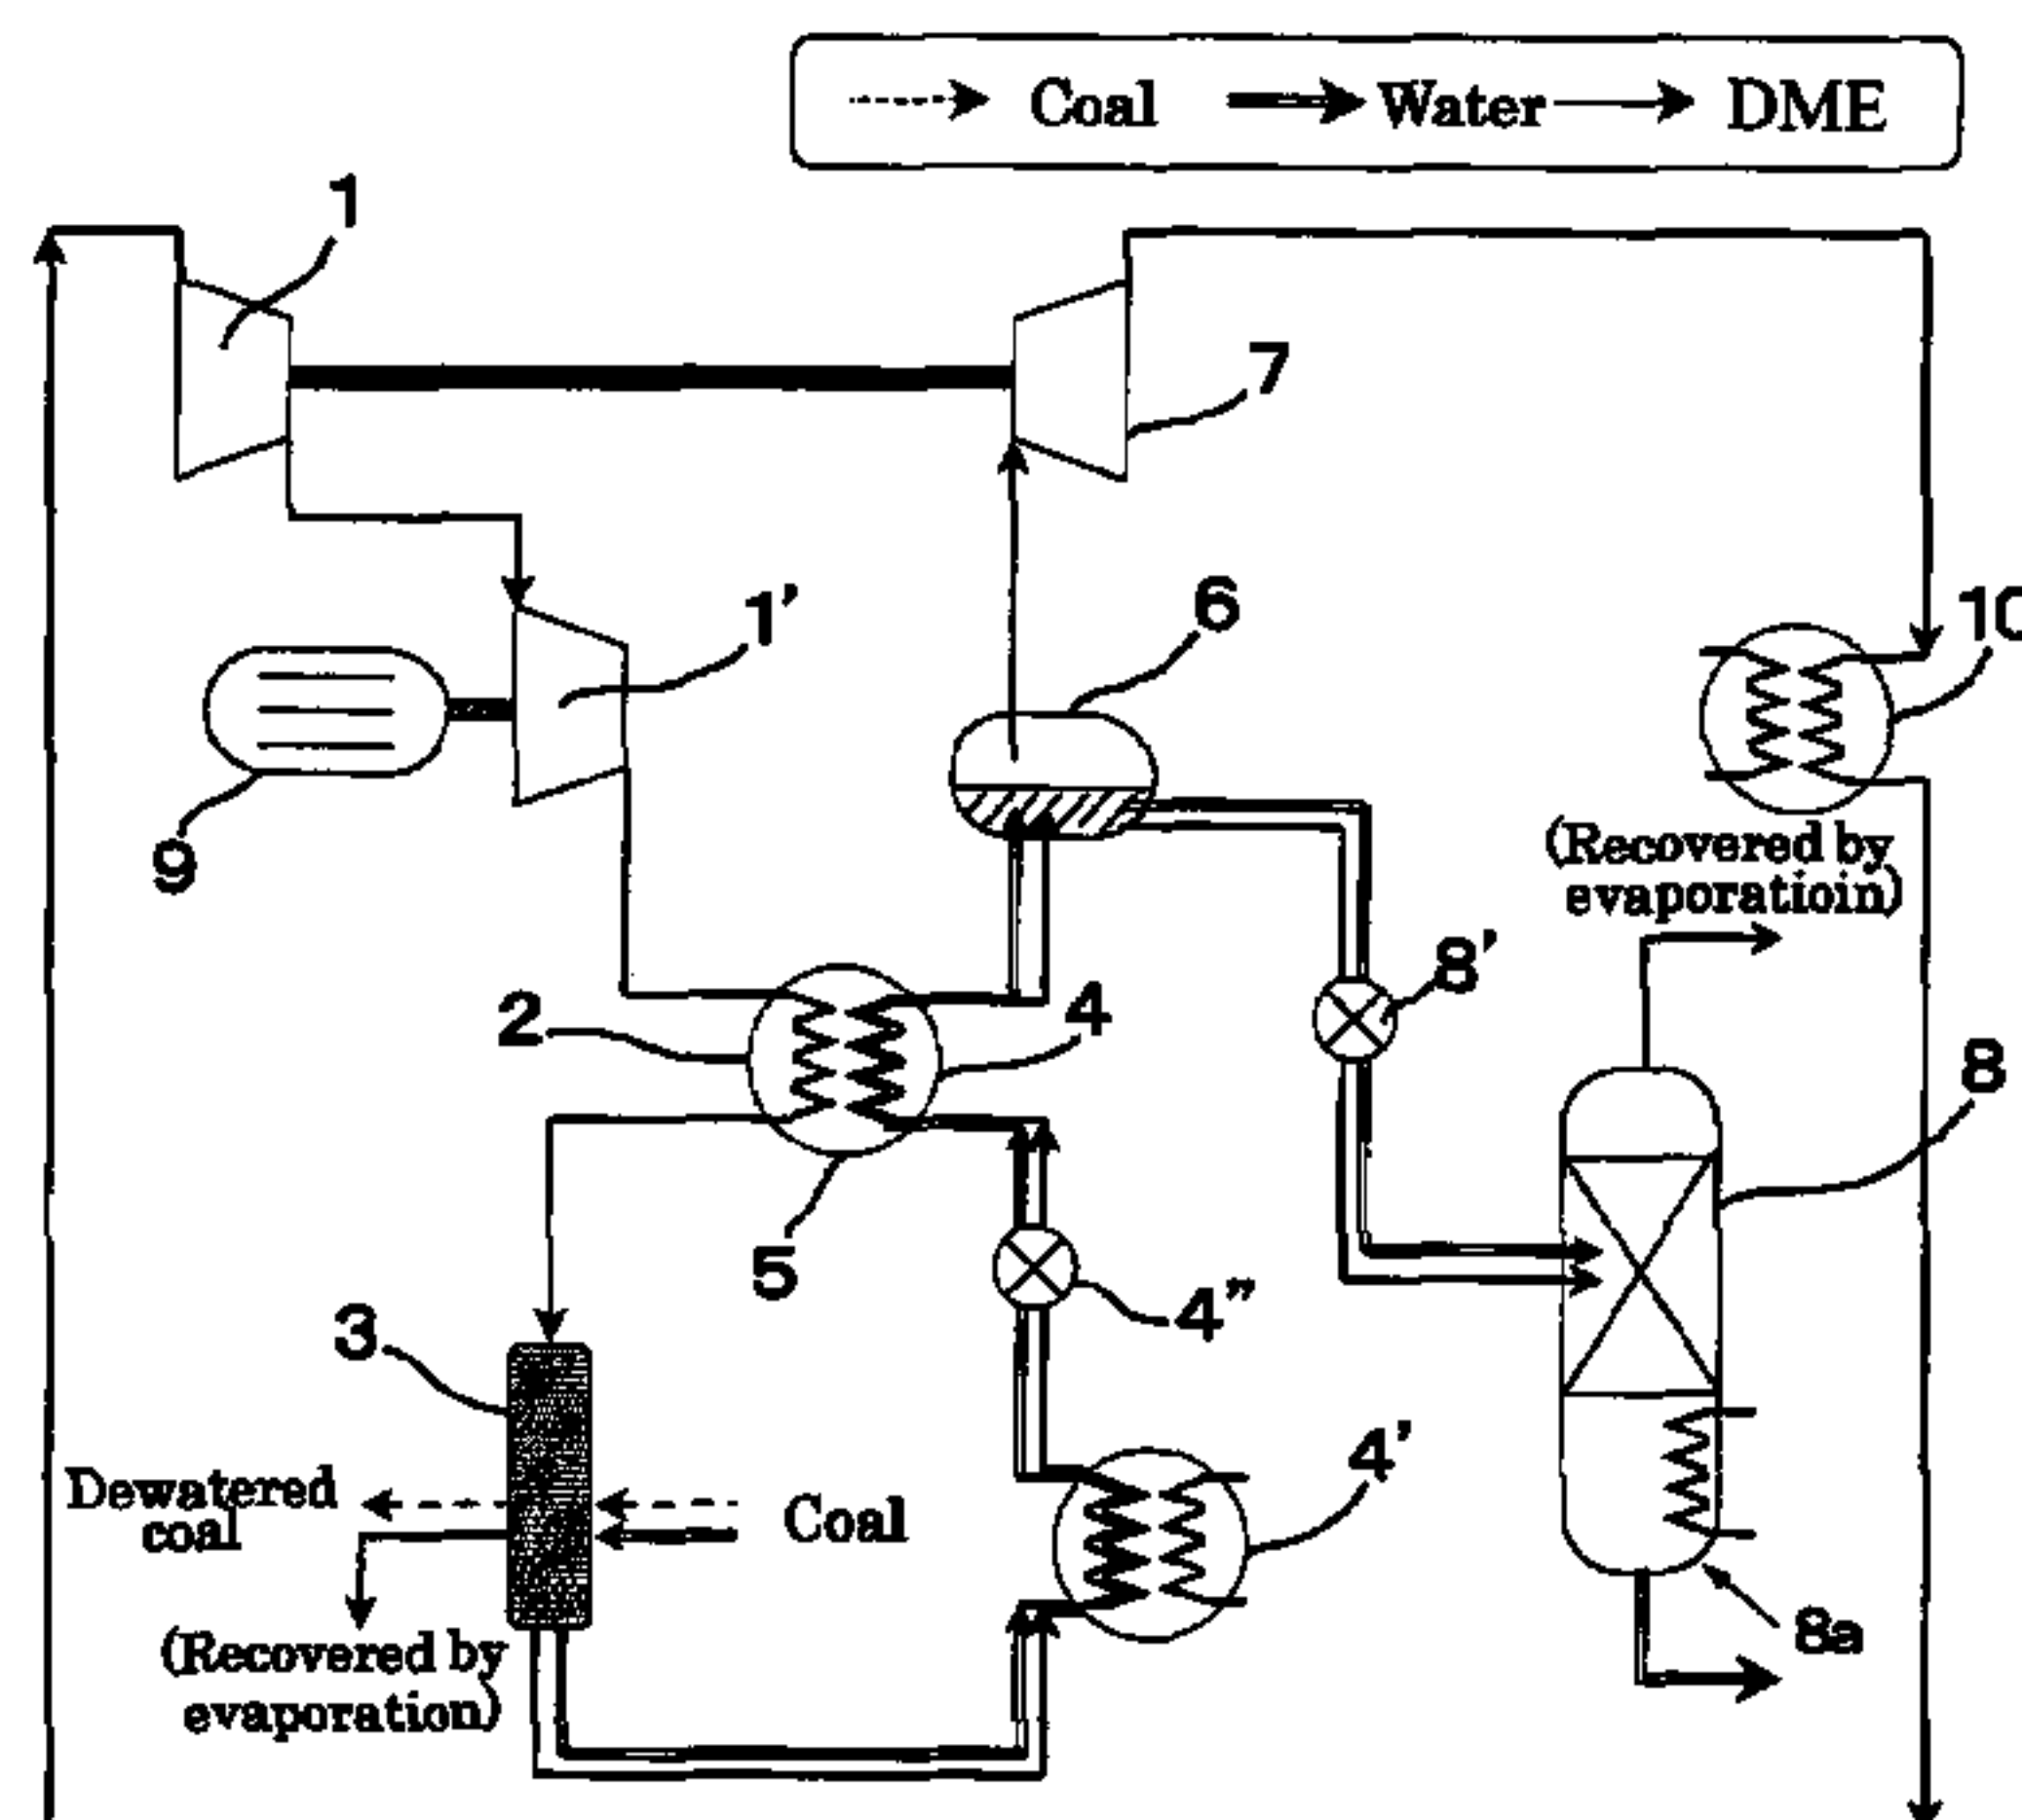 Coal Water DME
1
7
1'
6
10
9
(Recovered by
evaporatioin)
8'
2
4
8
5
4”
3
4'
Dewatered
coal
Coal
8a
(Recovered by
evaporation)